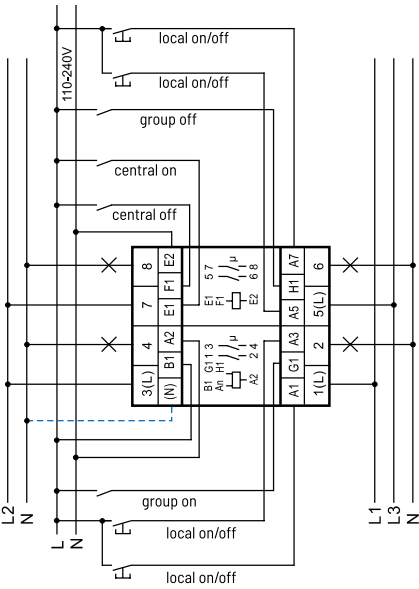 local on/off
110-240V
local on/off
group off
central on
central off
8
E2
5 7
µ
6 8
A7
6
F1
H1
7
E1
E1
F1
E2
A5
5(L)
4
A2
G1 1 3
H1
µ
2 4
A3
2
B1
B1
An
A2
G1
3(L)
(N)
A1
1(L)
group on
L2
N
L
N
local on/off
L1
L3
N
local on/off